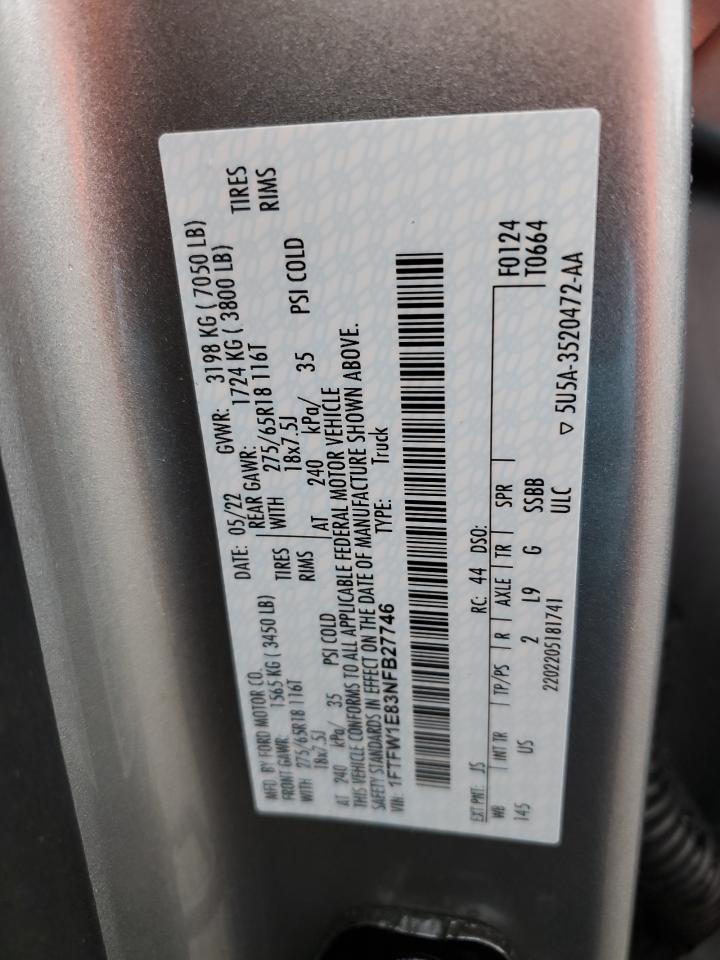 MFD. BY FORD MOTOR CO. DATE: 05/22 GVWR: 3198 KG ( 7050 LB)
FRONT GAWR: 1565 KG ( 3450 LB) REAR GAWR: 1724 KG ( 3800 LB)
WITH 275/65R18 116T TIRES WITH 275/65R18 116T TIRES
18x7.5J RIMS 18x7.5J RIMS
AT 240 kPa/ 35 PSI COLD AT 240 kPa/ 35 PSI COLD
THIS VEHICLE CONFORMS TO ALL APPLICABLE FEDERAL MOTOR VEHICLE
SAFETY STANDARDS IN EFFECT ON THE DATE OF MANUFACTURE SHOWN ABOVE.
VIN: 1FTFW1E83NFB27746 TYPE: Truck
EXT PNT: JS RC: 44 DSO: F0124
WB INT TR TP/PS R AXLE TR SPR T0664
145 US 2 L9 G SSBB
2202205181741 ULC ▽ 5U5A-3520472-AA